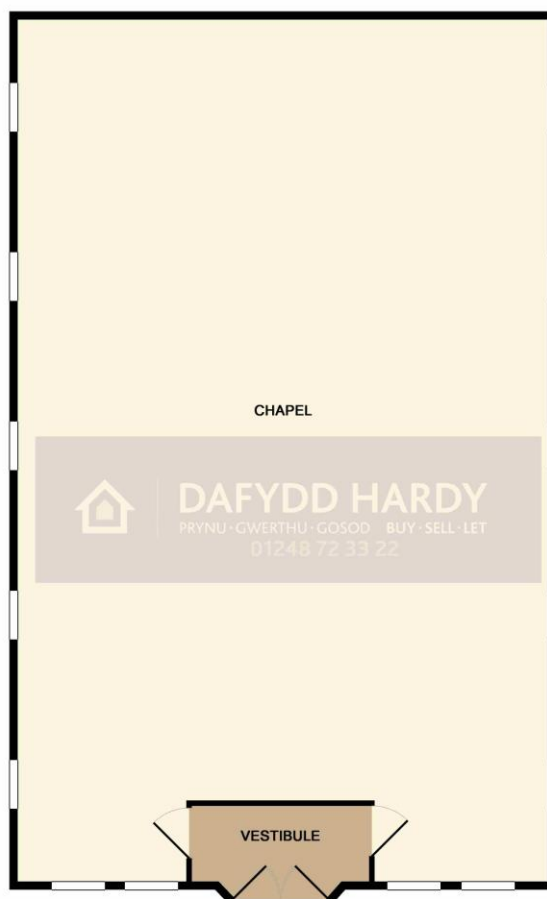 CHAPEL
DAFYDD HARDY
PRYNU·GWERTHU·GOSOD BUY·SELL·LET
01248 72 33 22
VESTIBULE